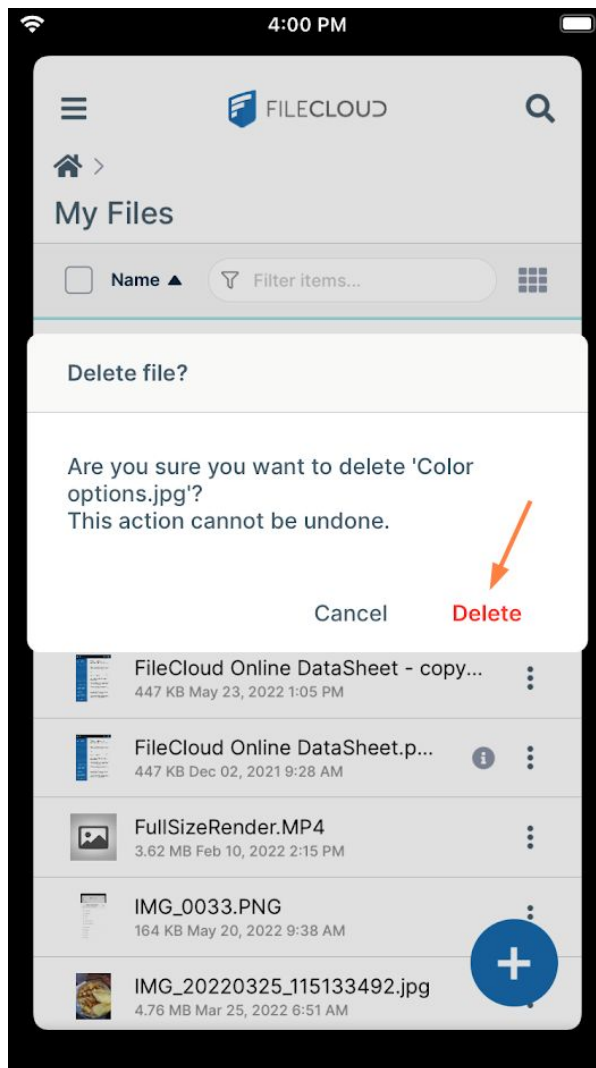 4:00 PM
FILECLOUD
My Files
Name
Filter items...
Delete file?
Are you sure you want to delete 'Color
options.jpg'?
This action cannot be undone.
Cancel Delete
FileCloud Online DataSheet - copy...
447 KB May 23, 2022 1:05 PM
FileCloud Online DataSheet.p...
447 KB Dec 02, 2021 9:28 AM
FullSizeRender.MP4
3.62 MB Feb 10, 2022 2:15 PM
IMG_0033.PNG
164 KB May 20, 2022 9:38 AM
IMG_20220325_115133492.jpg
4.76 MB Mar 25, 2022 6:51 AM